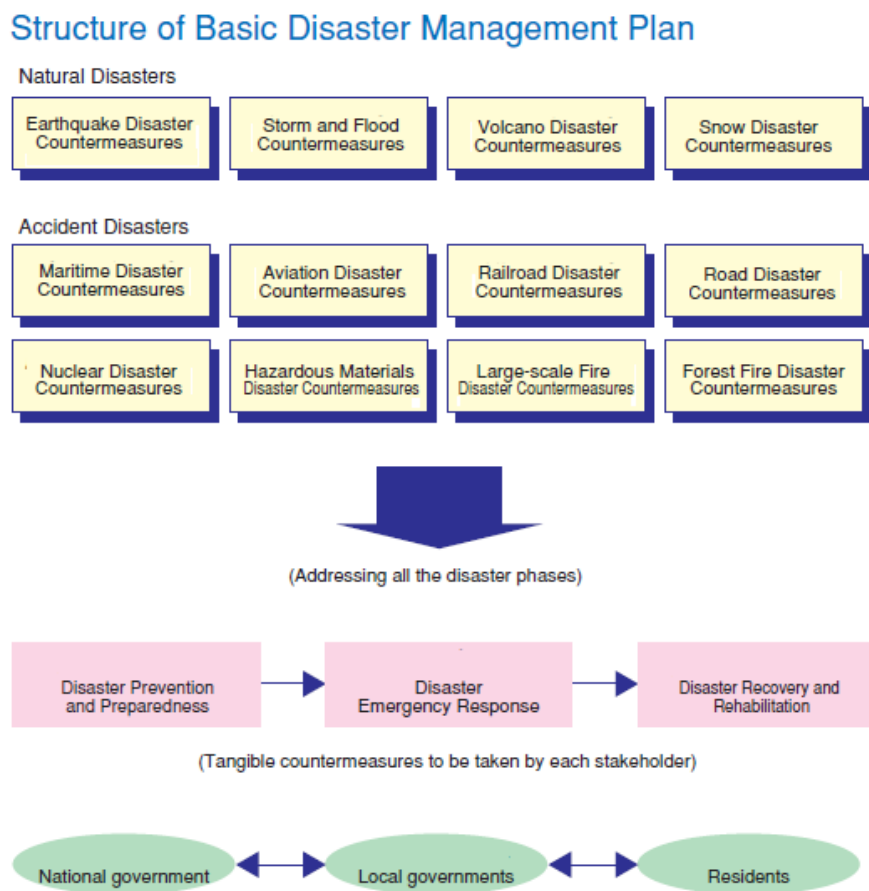 Structure of Basic Disaster Management Plan
Natural Disasters
Earthquake Disaster
Countermeasures
Storm and Flood
Countermeasures
Volcano Disaster
Countermeasures
Snow Disaster
Countermeasures
Accident Disasters
Maritime Disaster
Countermeasures
Aviation Disaster
Countermeasures
Railroad Disaster
Countermeasures
Road Disaster
Countermeasures
Nuclear Disaster
Countermeasures
Hazardous Materials
Disaster Countermeasures
Large-scale Fire
Disaster Countermeasures
Forest Fire Disaster
Countermeasures
(Addressing all the disaster phases)
Disaster Prevention
and Preparedness
Disaster
Emergency Response
Disaster Recovery and
Rehabilitation
(Tangible countermeasures to be taken by each stakeholder)
National government
Local governments
Residents